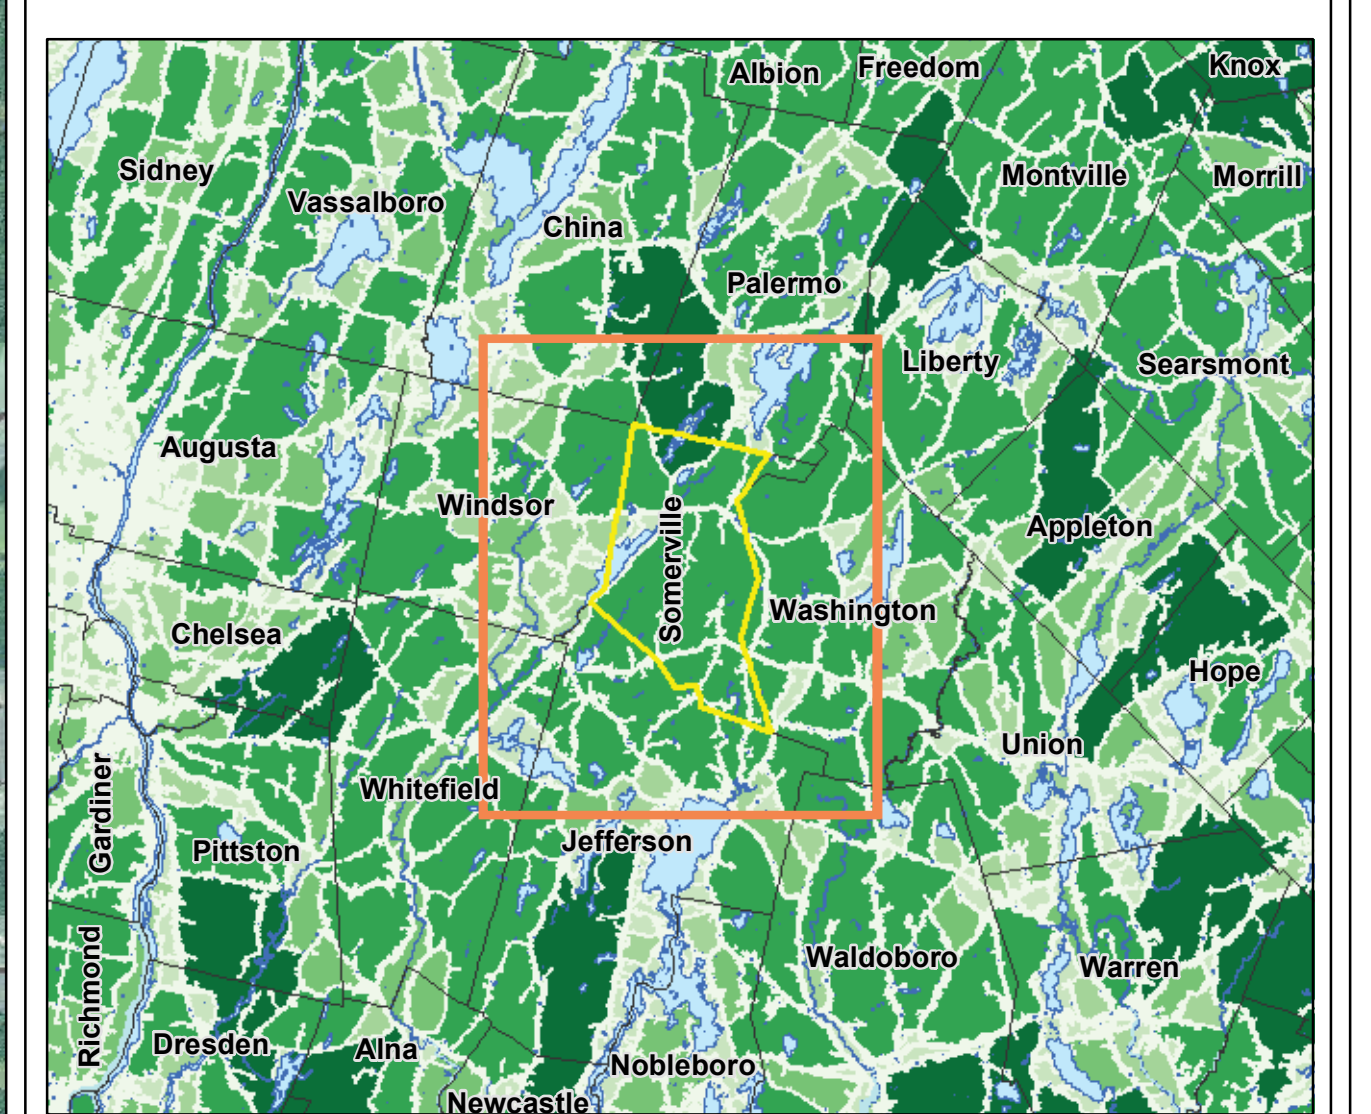 Albion
Freedom
Knox
Sidney
Vassalboro
China
Montville
Morrill
Palermo
Liberty
Searsmont
Augusta
Windsor
Somerville
Appleton
Washington
Chelsea
Hope
Union
Gardiner
Whitefield
Pittston
Jefferson
Richmond
Waldoboro
Warren
Dresden
Alna
Nobleboro
Newcastle